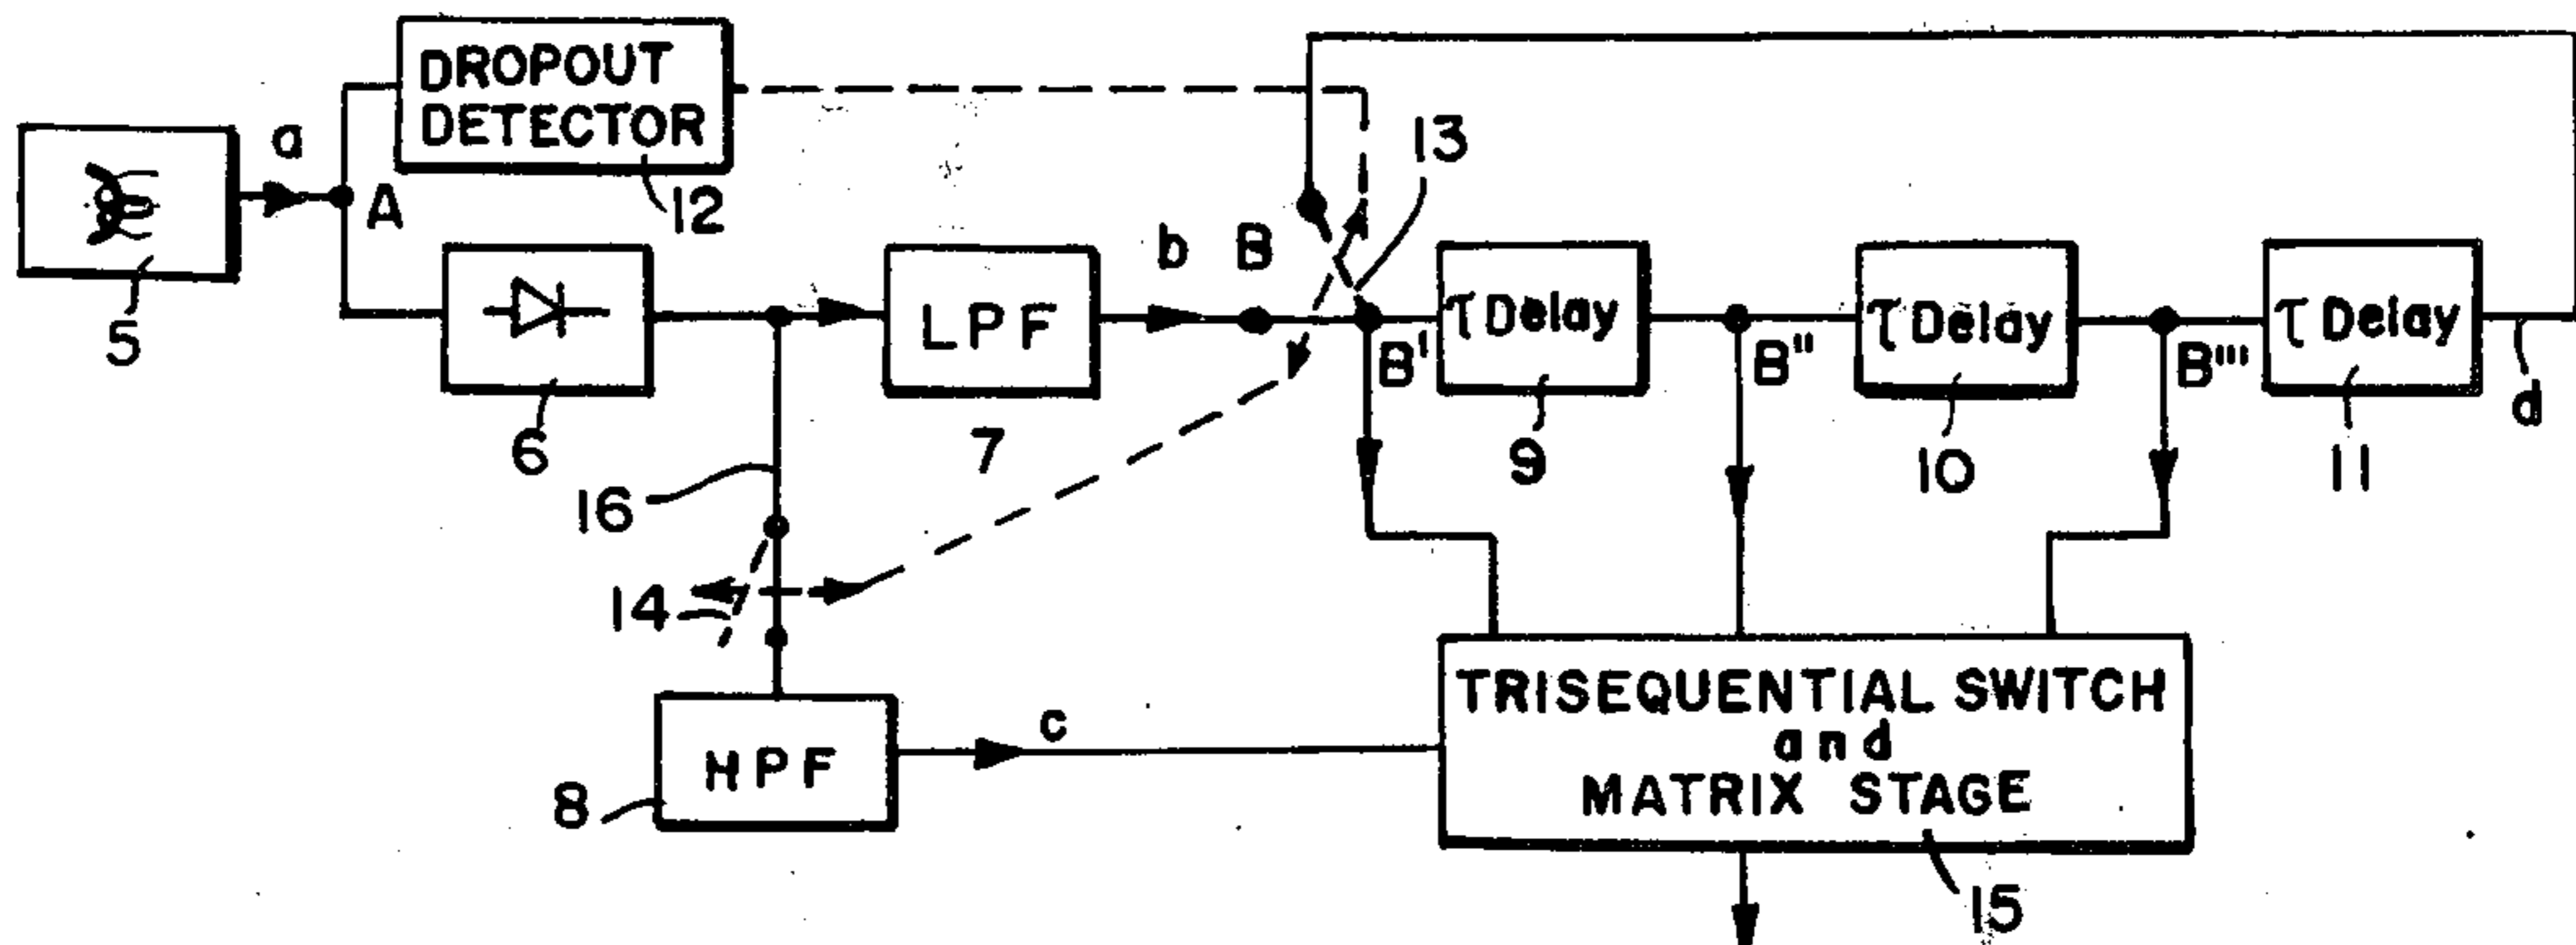 DROPOUT
DETECTOR
a
A
12
5
6
LPF
7
b
B
13
B'
τ Delay
9
B"
τ Delay
10
B'''
τ Delay
11
d
16
14
HPF
8
c
TRISEQUENTIAL SWITCH
and
MATRIX STAGE
15